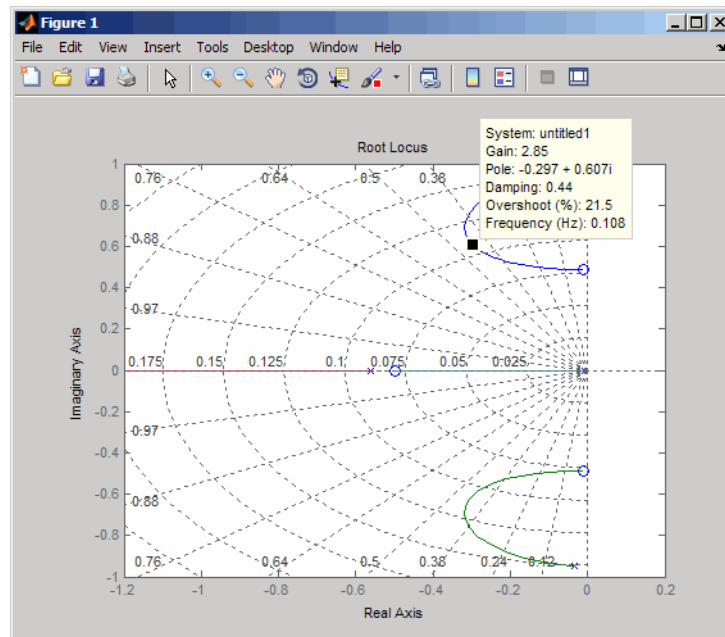 Figure 1
File Edit View Insert Tools Desktop Window Help
Root Locus
System: untitled1
Gain: 2.85
Pole: -0.297 + 0.607i
Damping: 0.44
Overshoot (%): 21.5
Frequency (Hz): 0.108
1
0.8
0.6
0.4
0.2
0
-0.2
-0.4
-0.6
-0.8
-1
Imaginary Axis
0.76 0.64 0.5 0.38
0.88
0.97
0.175 0.15 0.125 0.1 0.075 0.05 0.025
0.97
0.88
0.76 0.64 0.5 0.38 0.24 0.12
-1.2 -1 -0.8 -0.6 -0.4 -0.2 0 0.2
Real Axis